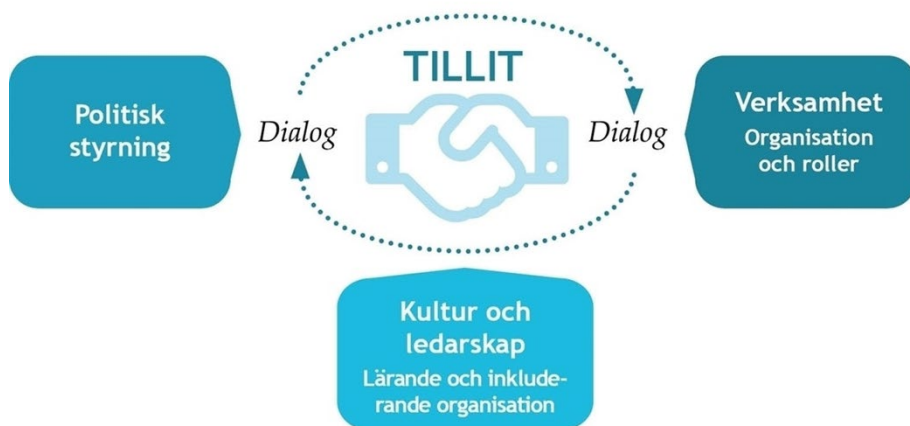 TILLIT
Politisk
styrning
Dialog
Dialog
Verksamhet
Organisation
och roller
Kultur och
ledarskap
Lärande och inklude-
rande organisation